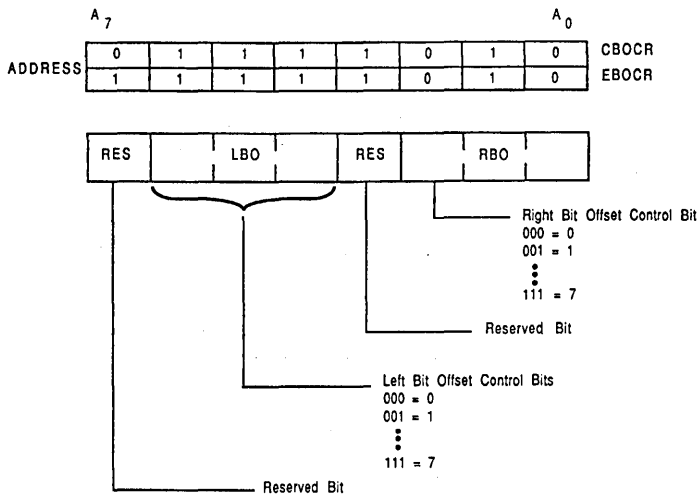 A7 A0
0 1 1 1 1 0 1 0 CBOCR
ADDRESS
1 1 1 1 1 0 1 0 EBOCR
RES LBO RES RBO
Right Bit Offset Control Bit
000 = 0
001 = 1
111 = 7
Reserved Bit
Left Bit Offset Control Bits
000 = 0
001 = 1
111 = 7
Reserved Bit